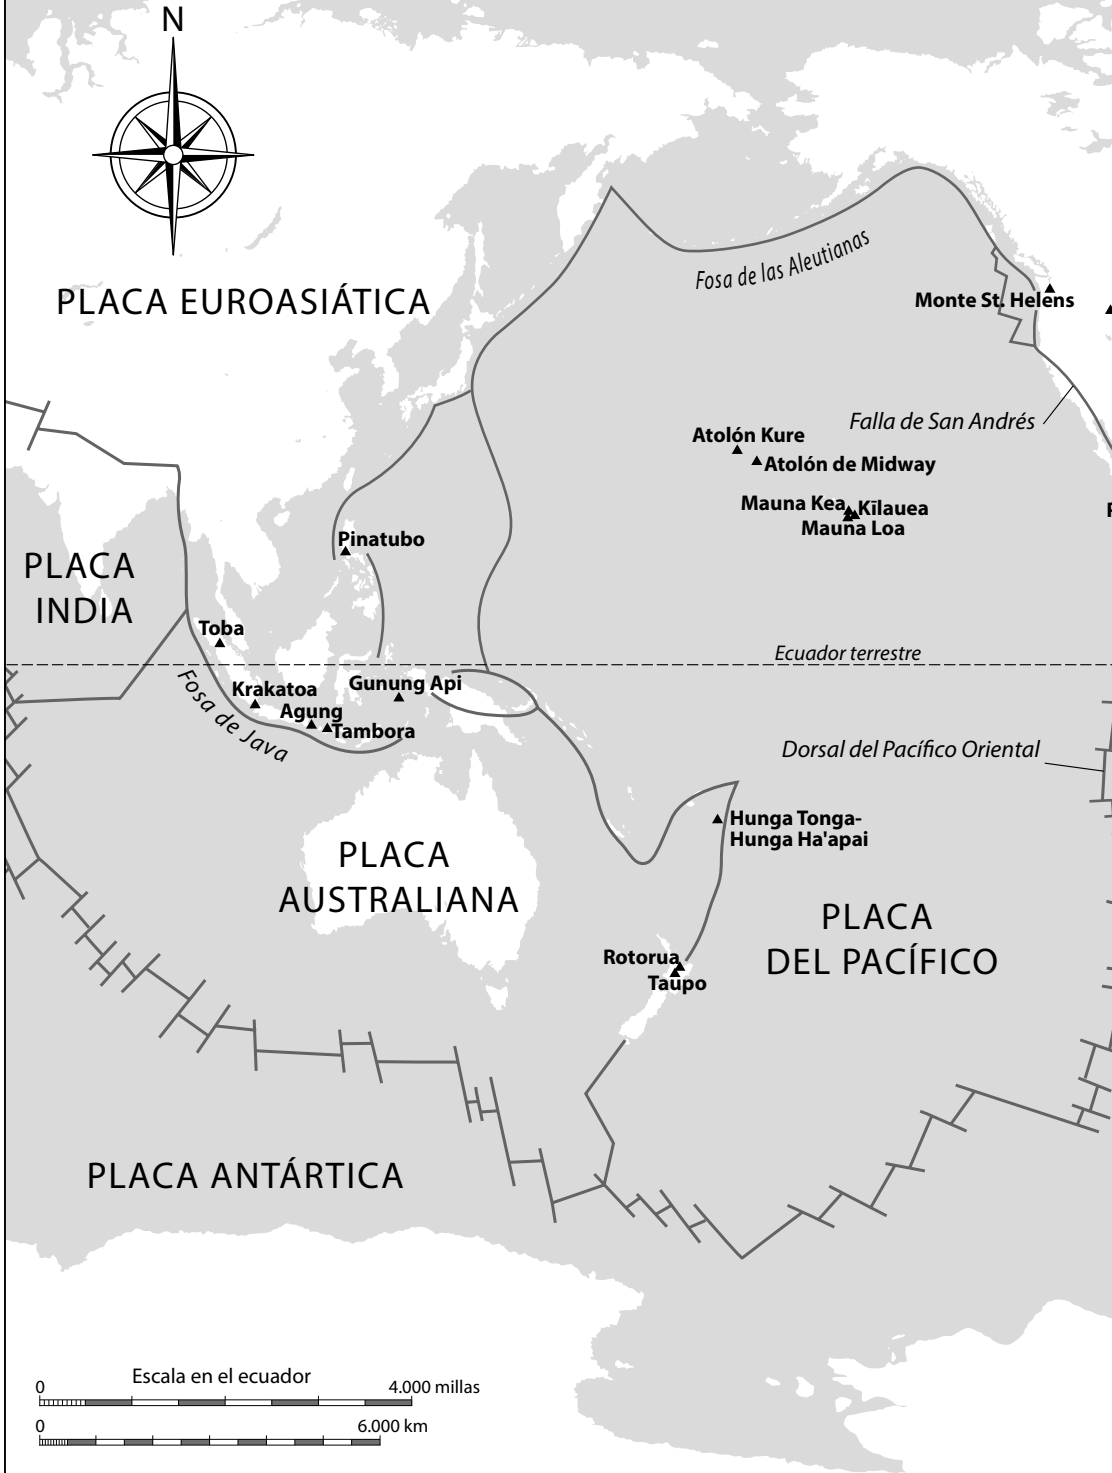 N
PLACA EUROASIÁTICA
Fosa de las Aleutianas
Monte St. Helens
Falla de San Andrés
Atolón Kure
Atolón de Midway
Mauna Kea
Kīlauea
Mauna Loa
Pinatubo
PLACA
INDIA
Toba
Ecuador terrestre
Krakatoa
Gunung Api
Agung
Tambora
Fosa de Java
Dorsal del Pacífico Oriental
Hunga Tonga-
Hunga Ha'apai
PLACA
AUSTRALIANA
PLACA
DEL PACÍFICO
Rotorua
Taupo
PLACA ANTÁRTICA
Escala en el ecuador
0 4.000 millas
0 6.000 km